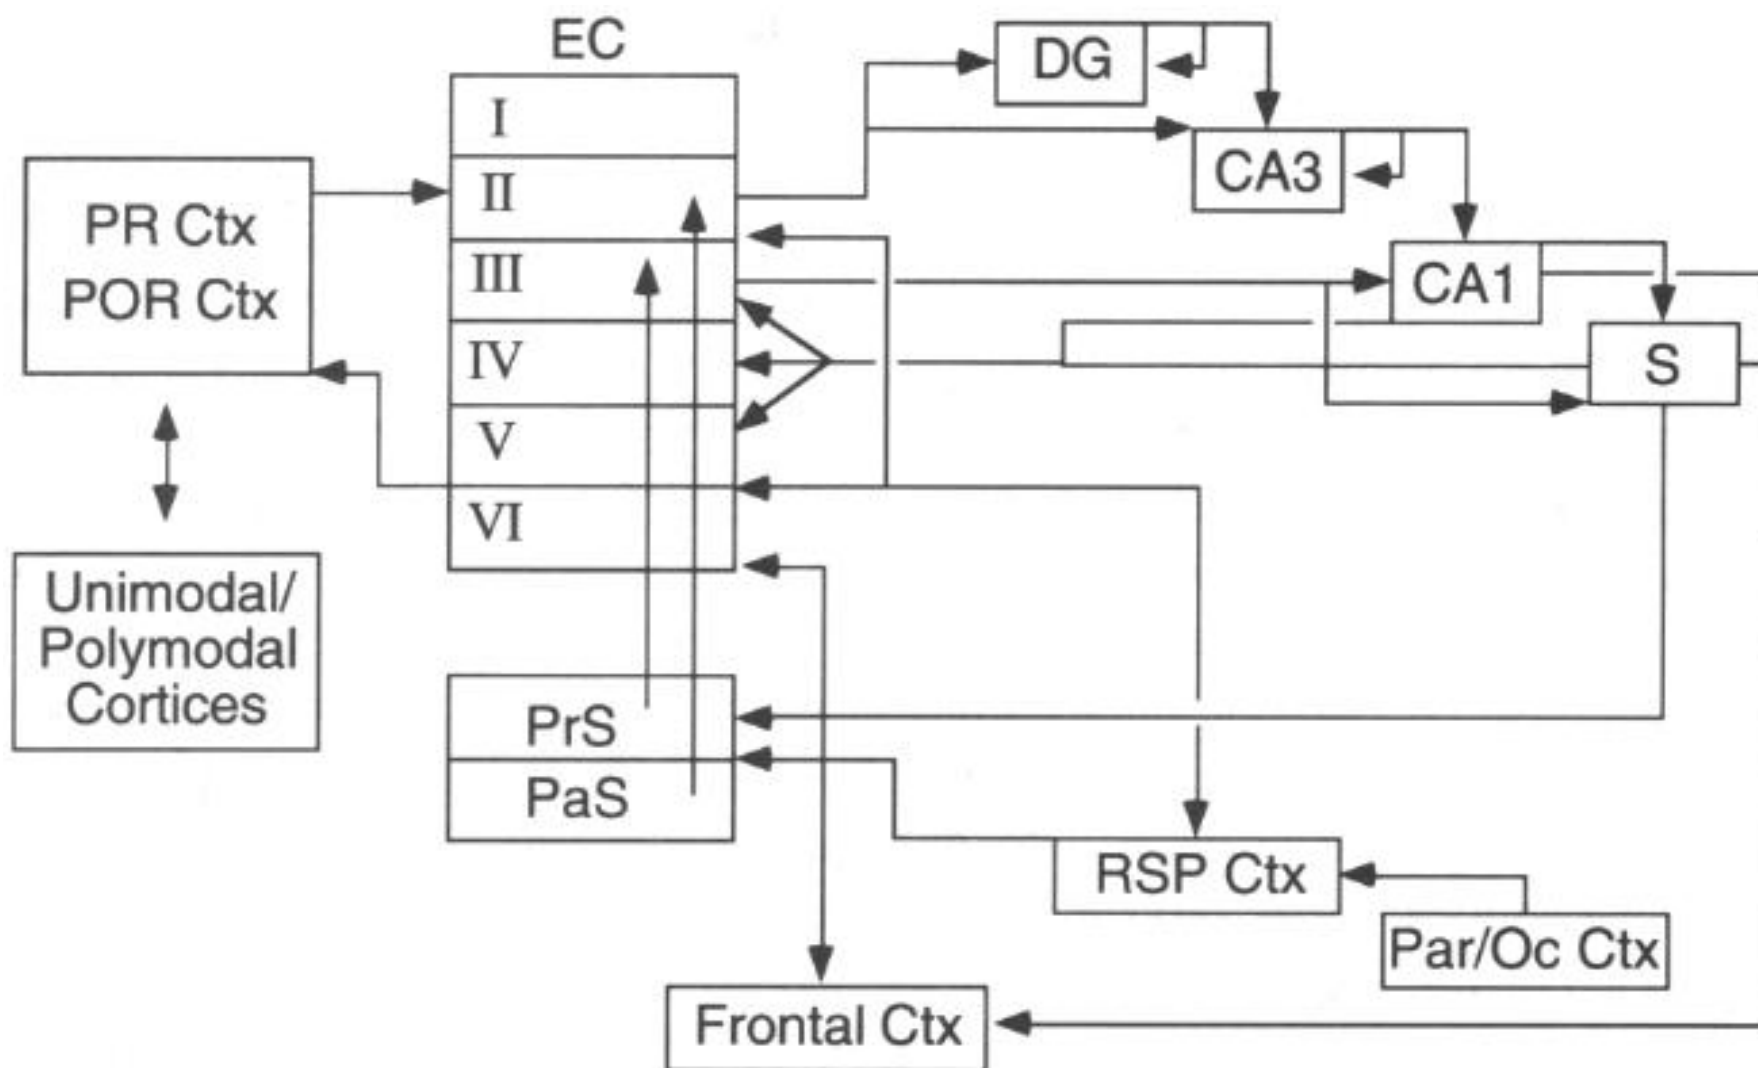 EC
I
II
III
IV
V
VI
PR Ctx
POR Ctx
Unimodal/
Polymodal
Cortices
PrS
PaS
DG
CA3
CA1
S
RSP Ctx
Par/Oc Ctx
Frontal Ctx